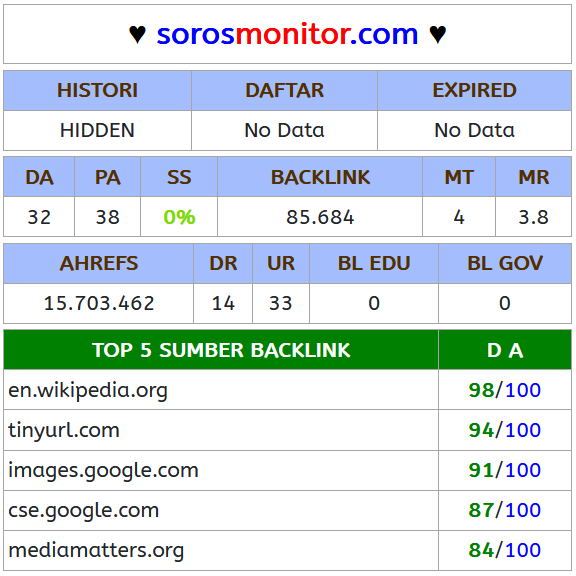 ♥ sorosmonitor.com ♥
HISTORI DAFTAR EXPIRED
HIDDEN No Data No Data
DA PA SS BACKLINK MT MR
32 38 0% 85.684 4 3.8
AHREFS DR UR BL EDU BL GOV
15.703.462 14 33 0 0
TOP 5 SUMBER BACKLINK D A
en.wikipedia.org 98/100
tinyurl.com 94/100
images.google.com 91/100
cse.google.com 87/100
mediamatters.org 84/100